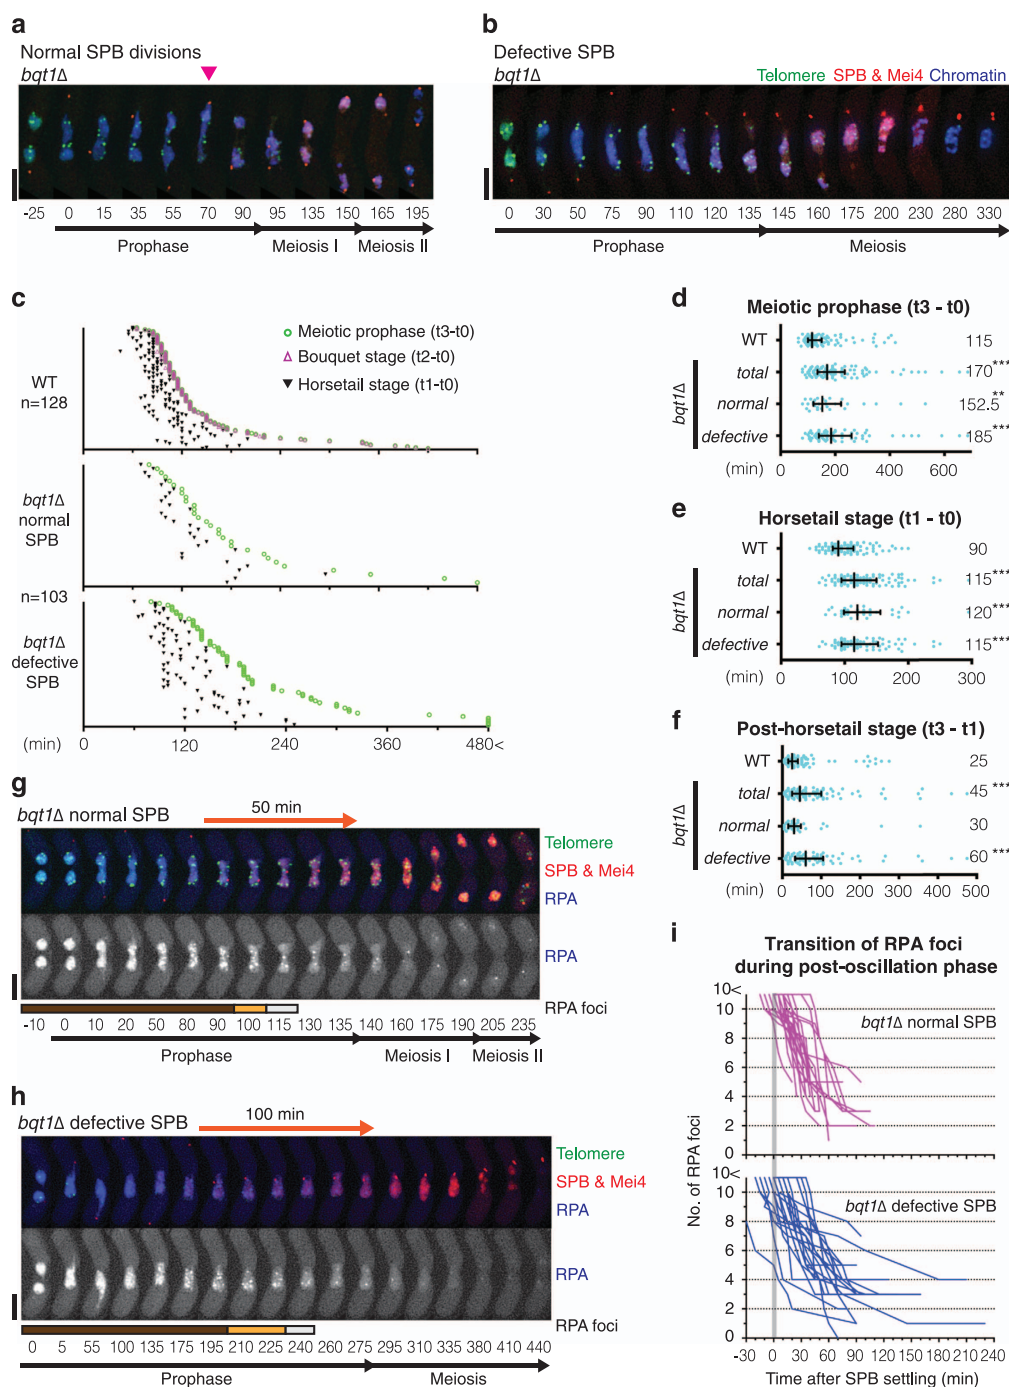 a
Normal SPB divisions
bqt1Δ
-25 0 15 35 55 70 90 95 135 150 165 195
Prophase Meiosis I Meiosis II
b
Defective SPB
bqt1Δ
Telomere SPB & Mei4 Chromatin
0 30 50 75 90 110 120 135 145 160 175 200 230 280 330
Prophase Meiosis
c
Meiotic prophase (t3-t0)
Bouquet stage (t2-t0)
Horsetail stage (t1-t0)
WT
n=128
bqt1Δ
normal
SPB
n=103
bqt1Δ
defective
SPB
(min) 0 120 240 360 480<
d
Meiotic prophase (t3 - t0)
WT 115
bqt1Δ
total 170***
normal 152.5**
defective 185***
(min) 0 200 400 600
e
Horsetail stage (t1 - t0)
WT 90
bqt1Δ
total 115***
normal 120***
defective 115***
(min) 0 100 200 300
f
Post-horsetail stage (t3 - t1)
WT 25
bqt1Δ
total 45***
normal 30
defective 60***
(min) 0 100 200 300 400 500
g
bqt1Δ normal SPB
50 min
Telomere
SPB & Mei4
RPA
RPA
RPA foci
-10 0 10 20 50 80 90 100 115 130 135 140 160 175 190 205 235
Prophase Meiosis I Meiosis II
h
bqt1Δ defective SPB
100 min
Telomere
SPB & Mei4
RPA
RPA
RPA foci
0 5 55 100 135 175 195 210 225 235 260 285 310 335 380 410 440
Prophase Meiosis
i
Transition of RPA foci
during post-oscillation phase
No. of RPA foci
10<
10
8
6
4
2
0
bqt1Δ normal SPB
10<
10
8
6
4
2
0
bqt1Δ defective SPB
-30 0 30 60 90 120 150 180 210 240
Time after SPB settling (min)